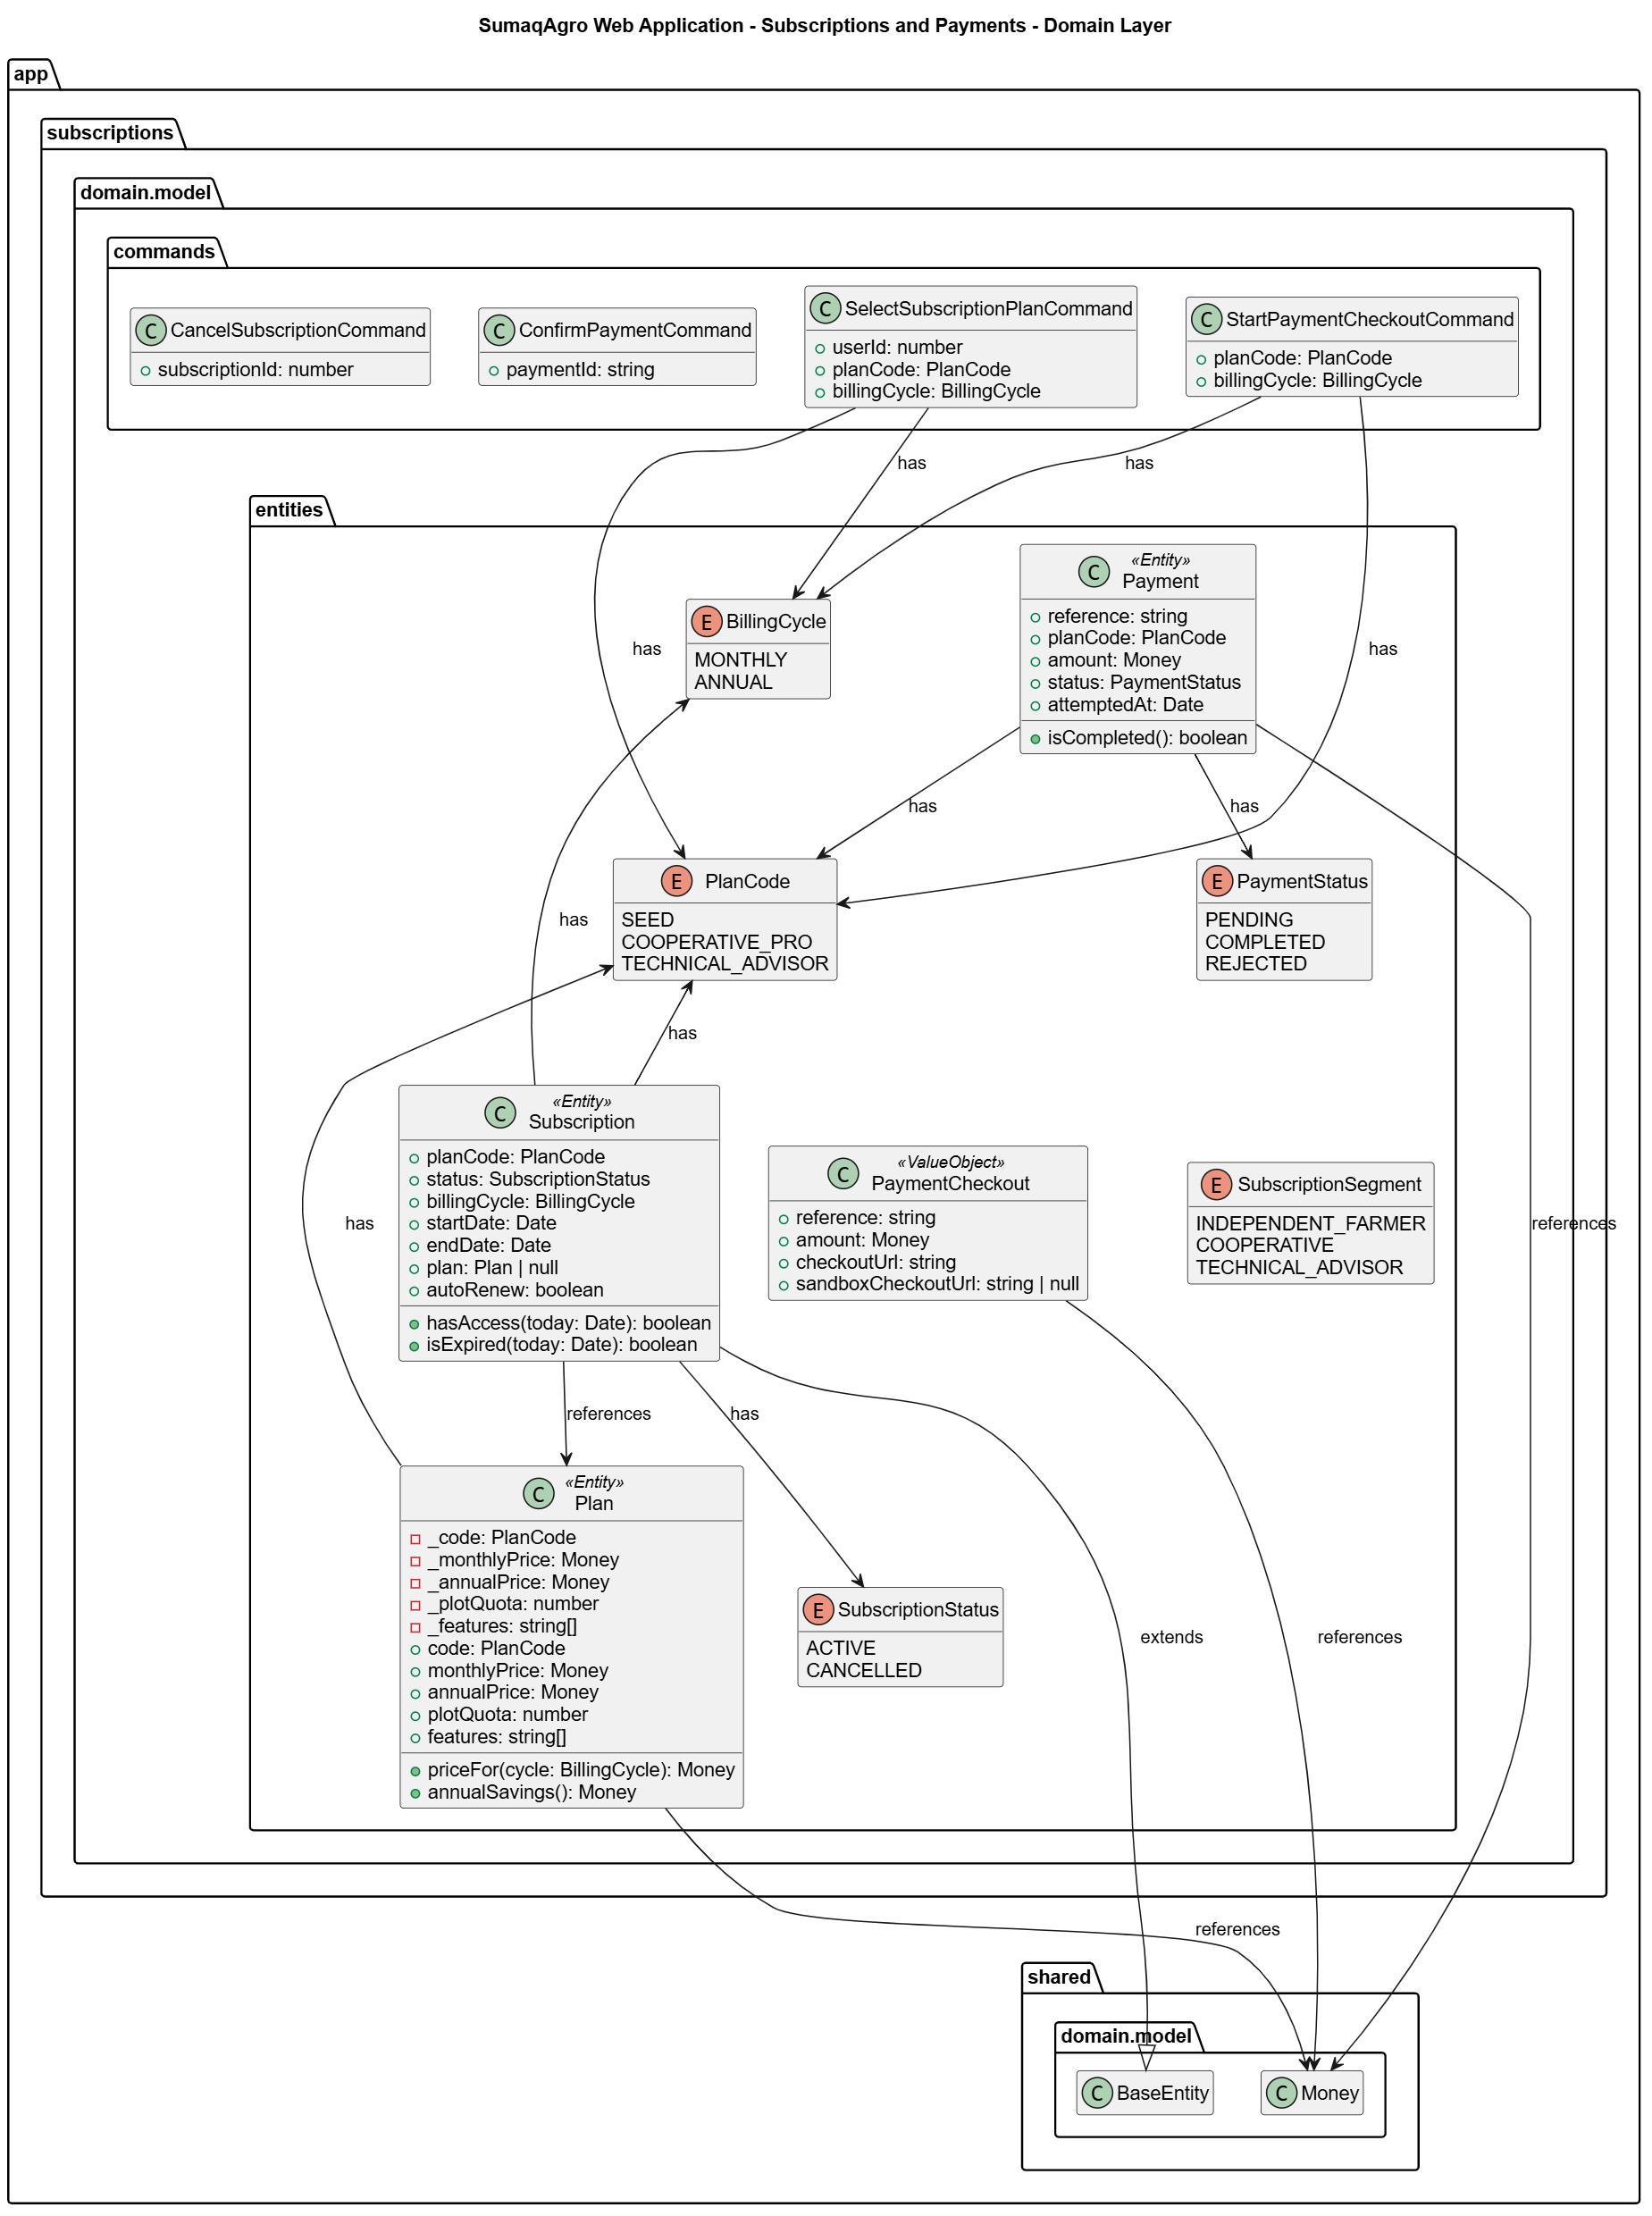 SumaqAgro Web Application - Subscriptions and Payments - Domain Layer
app
subscriptions
domain.model
commands
C CancelSubscriptionCommand
subscriptionId: number
C ConfirmPaymentCommand
paymentId: string
C SelectSubscriptionPlanCommand
userId: number
planCode: PlanCode
billingCycle: BillingCycle
C StartPaymentCheckoutCommand
planCode: PlanCode
billingCycle: BillingCycle
has
has
has
has
entities
E BillingCycle
MONTHLY
ANNUAL
C «Entity»
Payment
reference: string
planCode: PlanCode
amount: Money
status: PaymentStatus
attemptedAt: Date
isCompleted(): boolean
has
has
E PlanCode
SEED
COOPERATIVE_PRO
TECHNICAL_ADVISOR
E PaymentStatus
PENDING
COMPLETED
REJECTED
has
has
has
references
C «Entity»
Subscription
planCode: PlanCode
status: SubscriptionStatus
billingCycle: BillingCycle
startDate: Date
endDate: Date
plan: Plan | null
autoRenew: boolean
hasAccess(today: Date): boolean
isExpired(today: Date): boolean
C «ValueObject»
PaymentCheckout
reference: string
amount: Money
checkoutUrl: string
sandboxCheckoutUrl: string | null
E SubscriptionSegment
INDEPENDENT_FARMER
COOPERATIVE
TECHNICAL_ADVISOR
references
has
C «Entity»
Plan
_code: PlanCode
_monthlyPrice: Money
_annualPrice: Money
_plotQuota: number
_features: string[]
code: PlanCode
monthlyPrice: Money
annualPrice: Money
plotQuota: number
features: string[]
priceFor(cycle: BillingCycle): Money
annualSavings(): Money
E SubscriptionStatus
ACTIVE
CANCELLED
extends
references
references
shared
domain.model
C BaseEntity
C Money